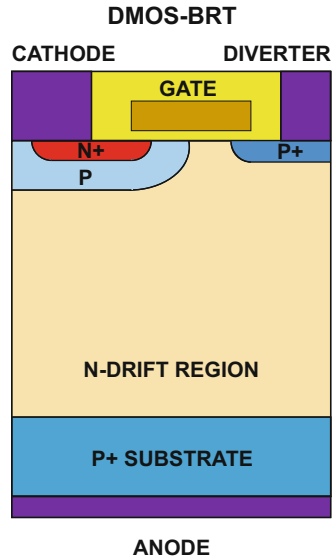 DMOS-BRT
CATHODE DIVERTER
GATE
N+ P+
P
N-DRIFT REGION
P+ SUBSTRATE
ANODE